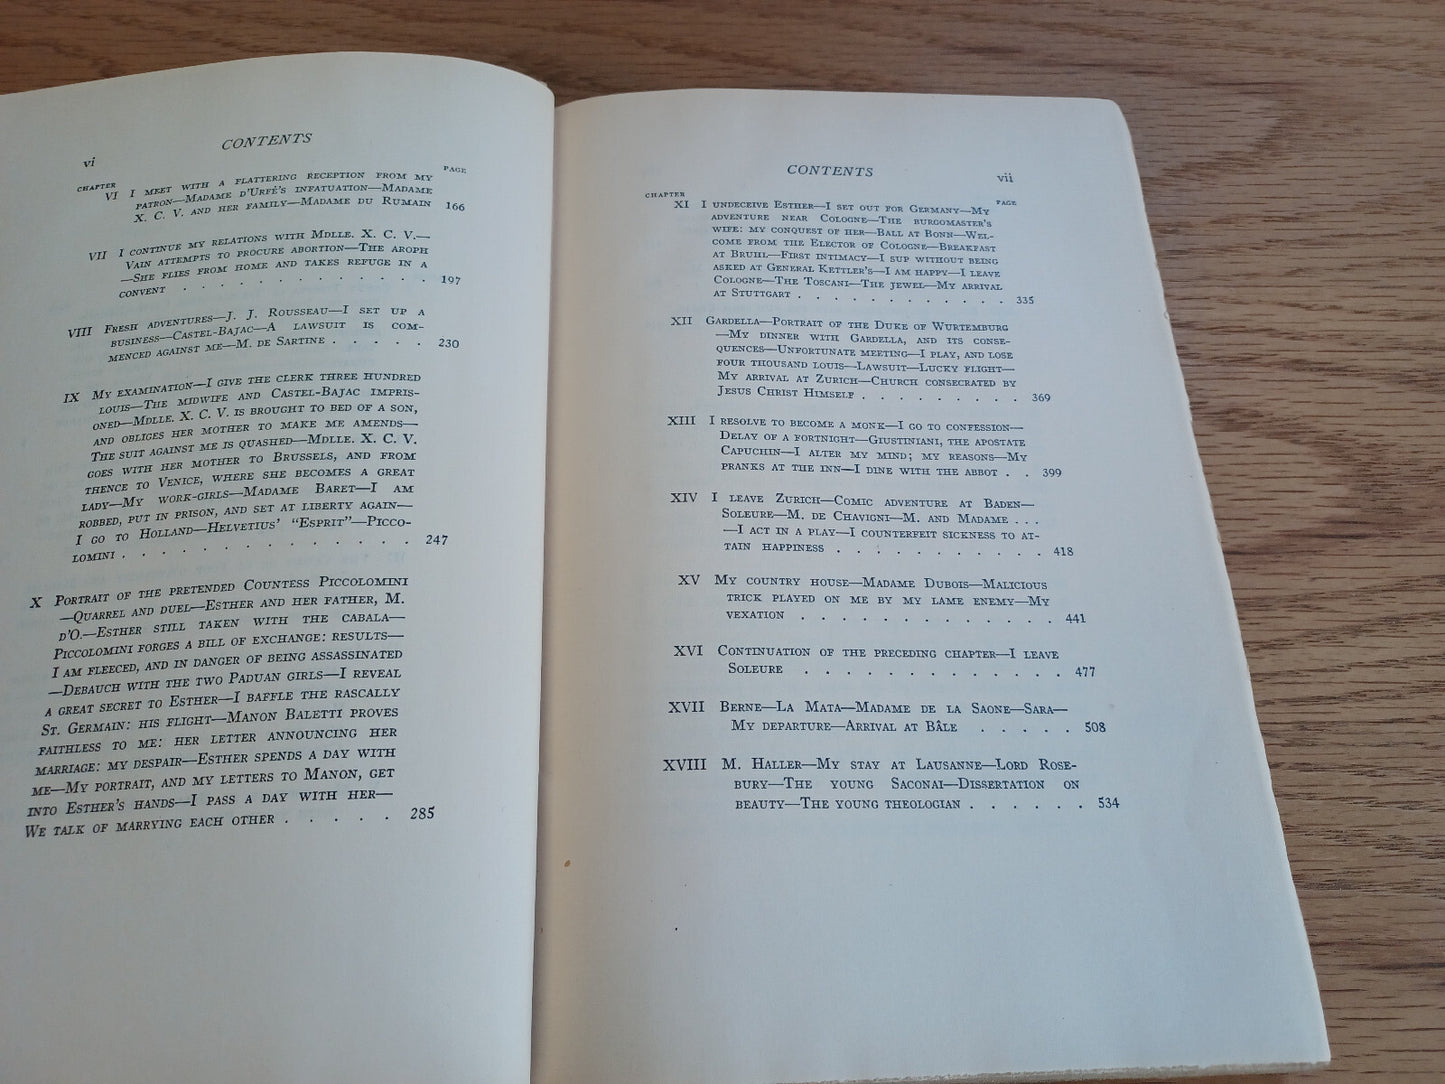 vi
CONTENTS
CHAPTER
PAGE
VI I MEET WITH A FLATTERING RECEPTION FROM MY
PATRON—MADAME D'URFÉ'S INFATUATION—MADAME
X. C. V. AND HER FAMILY—MADAME DU RUMAIN 166
VII I CONTINUE MY RELATIONS WITH MDLLE. X. C. V.—
VAIN ATTEMPTS TO PROCURE ABORTION—THE AROPH
—SHE FLIES FROM HOME AND TAKES REFUGE IN A
CONVENT . . . . . . . . . . . 197
VIII FRESH ADVENTURES—J. J. ROUSSEAU—I SET UP A
BUSINESS—CASTEL-BAJAC—A LAWSUIT IS COM-
MENCED AGAINST ME—M. DE SARTINE . . . . . 230
IX MY EXAMINATION—I GIVE THE CLERK THREE HUNDRED
LOUIS—THE MIDWIFE AND CASTEL-BAJAC IMPRIS-
ONED—MDLLE. X. C. V. IS BROUGHT TO BED OF A SON,
AND OBLIGES HER MOTHER TO MAKE ME AMENDS—
THE SUIT AGAINST ME IS QUASHED—MDLLE. X. C. V.
GOES WITH HER MOTHER TO BRUSSELS, AND FROM
THENCE TO VENICE, WHERE SHE BECOMES A GREAT
LADY—MY WORK-GIRLS—MADAME BARET—I AM
ROBBED, PUT IN PRISON, AND SET AT LIBERTY AGAIN—
I GO TO HOLLAND—HELVETIUS' "ESPRIT"—PICCO-
LOMINI . . . . . . . . . . . . 247
X PORTRAIT OF THE PRETENDED COUNTESS PICCOLOMINI
—QUARREL AND DUEL—ESTHER AND HER FATHER, M.
D'O.—ESTHER STILL TAKEN WITH THE CABALA—
PICCOLOMINI FORGES A BILL OF EXCHANGE: RESULTS—
I AM FLEECED, AND IN DANGER OF BEING ASSASSINATED
—DEBAUCH WITH THE TWO PADUAN GIRLS—I REVEAL
A GREAT SECRET TO ESTHER—I BAFFLE THE RASCALLY
ST. GERMAIN: HIS FLIGHT—MANON BALETTI PROVES
FAITHLESS TO ME: HER LETTER ANNOUNCING HER
MARRIAGE: MY DESPAIR—ESTHER SPENDS A DAY WITH
ME—MY PORTRAIT, AND MY LETTERS TO MANON, GET
INTO ESTHER'S HANDS—I PASS A DAY WITH HER—
WE TALK OF MARRYING EACH OTHER . . . . . 285
CONTENTS
vii
CHAPTER
PAGE
XI I UNDECEIVE ESTHER—I SET OUT FOR GERMANY—MY
ADVENTURE NEAR COLOGNE—THE BURGOMASTER'S
WIFE: MY CONQUEST OF HER—BALL AT BONN—WEL-
COME FROM THE ELECTOR OF COLOGNE—BREAKFAST
AT BRUHL—FIRST INTIMACY—I SUP WITHOUT BEING
ASKED AT GENERAL KETTLER'S—I AM HAPPY—I LEAVE
COLOGNE—THE TOSCANI—THE JEWEL—MY ARRIVAL
AT STUTTGART . . . . . . . . . . . 335
XII GARDELLA—PORTRAIT OF THE DUKE OF WURTEMBURG
—MY DINNER WITH GARDELLA, AND ITS CONSE-
QUENCES—UNFORTUNATE MEETING—I PLAY, AND LOSE
FOUR THOUSAND LOUIS—LAWSUIT—LUCKY FLIGHT—
MY ARRIVAL AT ZURICH—CHURCH CONSECRATED BY
JESUS CHRIST HIMSELF . . . . . . . . . 369
XIII I RESOLVE TO BECOME A MONK—I GO TO CONFESSION—
DELAY OF A FORTNIGHT—GIUSTINIANI, THE APOSTATE
CAPUCHIN—I ALTER MY MIND; MY REASONS—MY
PRANKS AT THE INN—I DINE WITH THE ABBOT . . 399
XIV I LEAVE ZURICH—COMIC ADVENTURE AT BADEN—
SOLEURE—M. DE CHAVIGNI—M. AND MADAME . . .
—I ACT IN A PLAY—I COUNTERFEIT SICKNESS TO AT-
TAIN HAPPINESS . . . . . . . . . . . 418
XV MY COUNTRY HOUSE—MADAME DUBOIS—MALICIOUS
TRICK PLAYED ON ME BY MY LAME ENEMY—MY
VEXATION . . . . . . . . . . . . . 441
XVI CONTINUATION OF THE PRECEDING CHAPTER—I LEAVE
SOLEURE . . . . . . . . . . . . . 477
XVII BERNE—LA MATA—MADAME DE LA SAONE—SARA—
MY DEPARTURE—ARRIVAL AT BÂLE . . . . . 508
XVIII M. HALLER—MY STAY AT LAUSANNE—LORD ROSE-
BURY—THE YOUNG SACONAI—DISSERTATION ON
BEAUTY—THE YOUNG THEOLOGIAN . . . . . . 534